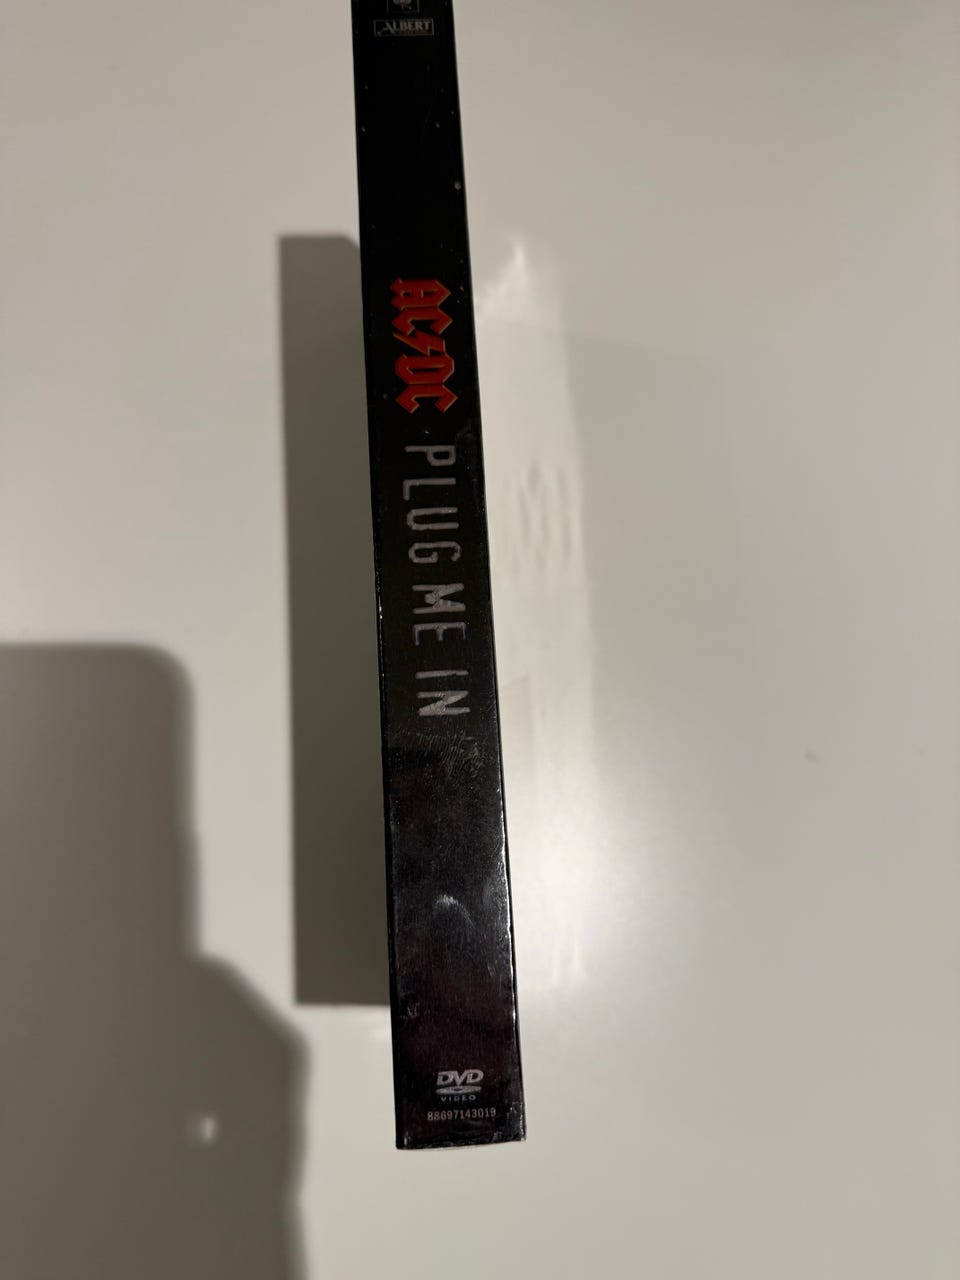 ALBERT
AC⚡DC
PLUG ME IN
DVD
VIDEO
88697143019